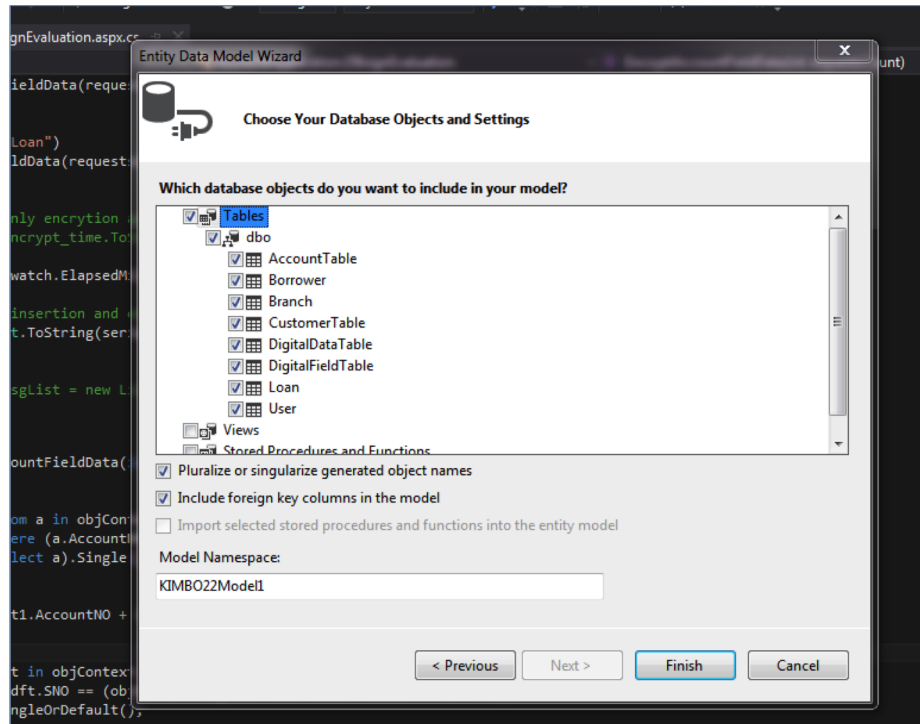 gnEvaluation.aspx.cs
Entity Data Model Wizard
x
unt)
ieldData(reque
Choose Your Database Objects and Settings
Loan")
ldData(request
Which database objects do you want to include in your model?
Tables
nly encrytion
dbo
ncrypt_time.ToS
AccountTable
Borrower
watch.ElapsedMi
Branch
insertion and
CustomerTable
t.ToString(ser
DigitalDataTable
DigitalFieldTable
sgList = new Li
Loan
User
Views
Stored Procedures and Functions
ountFieldData(
Pluralize or singularize generated object names
Include foreign key columns in the model
om a in objCon
Import selected stored procedures and functions into the entity model
ere (a.Account
lect a).Single
Model Namespace:
KIMBO22Model1
t1.AccountNO +
< Previous
Next >
Finish
Cancel
t in objContex
dft.SNO == (ob
ngleOrDefault();